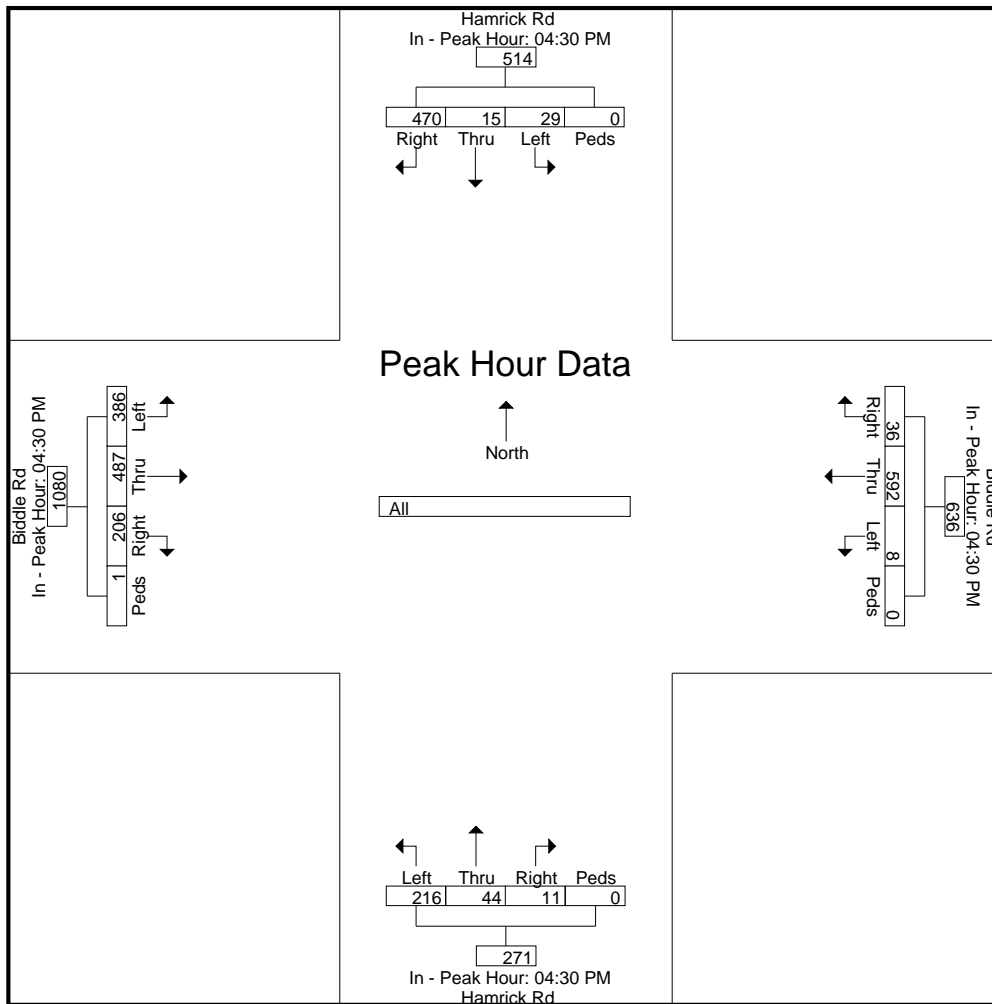 Hamrick Rd
In - Peak Hour: 04:30 PM
514
470 15 29 0
Right Thru Left Peds
Peak Hour Data
North
All
Biddle Rd
In - Peak Hour: 04:30 PM
1080
386 487 206 1
Left Thru Right Peds
Biddle Rd
In - Peak Hour: 04:30 PM
636
36 592 8 0
Right Thru Left Peds
Left Thru Right Peds
216 44 11 0
271
In - Peak Hour: 04:30 PM
Hamrick Rd